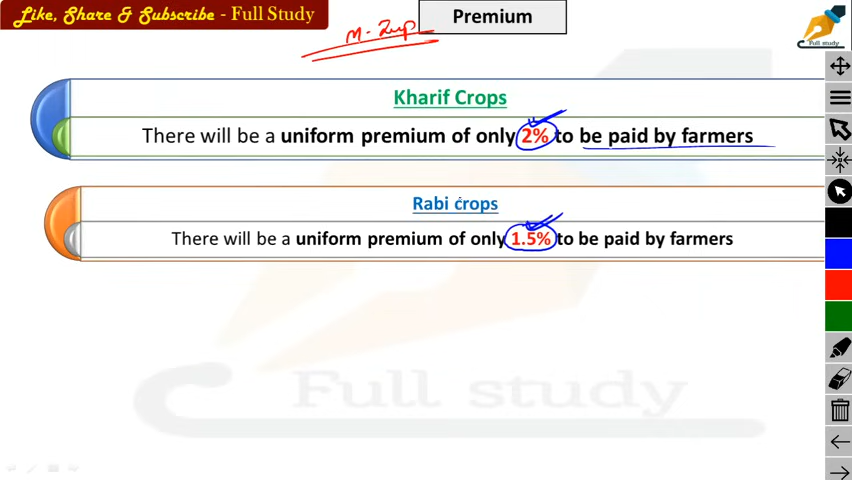 Like, Share & Subscribe - Full Study
Premium
Full study
Kharif Crops
There will be a uniform premium of only 2% to be paid by farmers
Rabi crops
There will be a uniform premium of only 1.5% to be paid by farmers
Full study